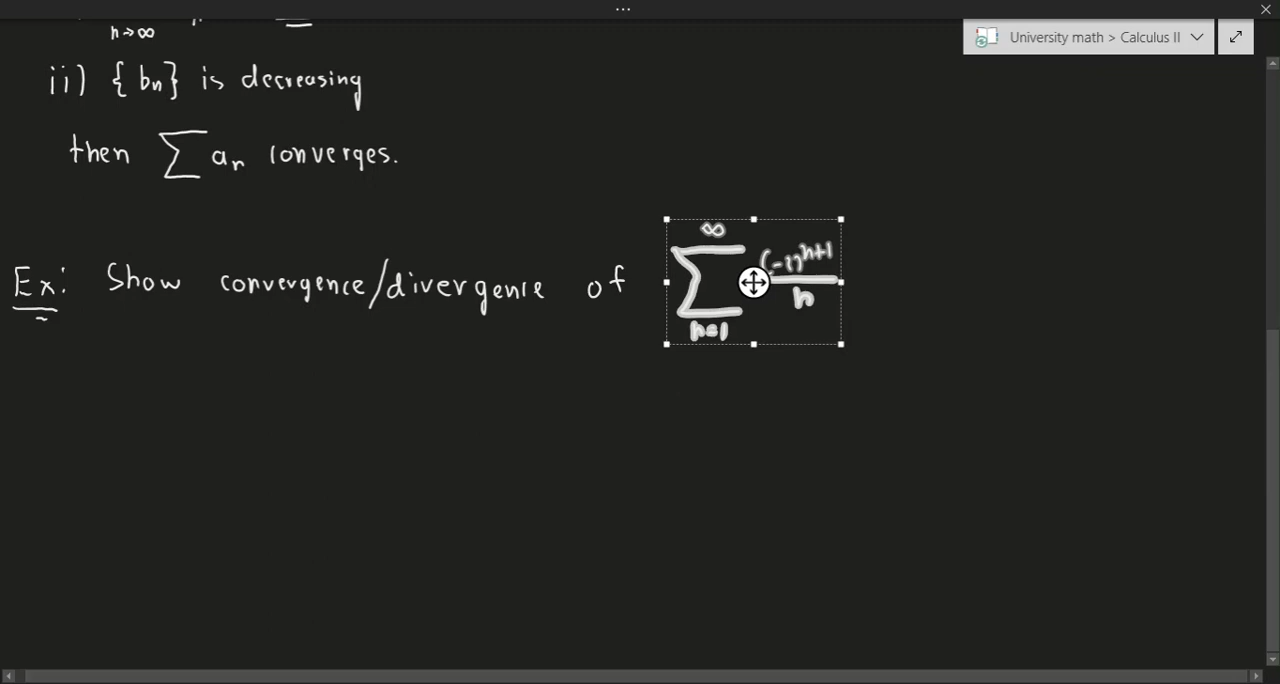 University math > Calculus II
n→∞
ii) {bn} is decreasing
then ∑ an converges.
Ex: Show convergence/divergence of ∑_{n=1}^{∞} (-1)^{n+1}/n